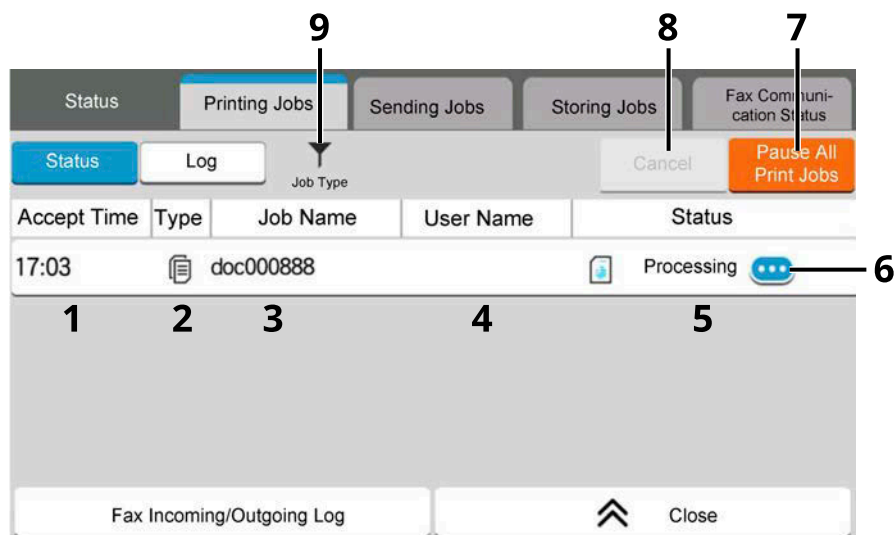 9 8 7
Status Printing Jobs Sending Jobs Storing Jobs Fax Communi-
cation Status
Status Log Job Type Cancel Pause All
Print Jobs
Accept Time Type Job Name User Name Status
17:03 doc000888 Processing 6
1 2 3 4 5
Fax Incoming/Outgoing Log Close